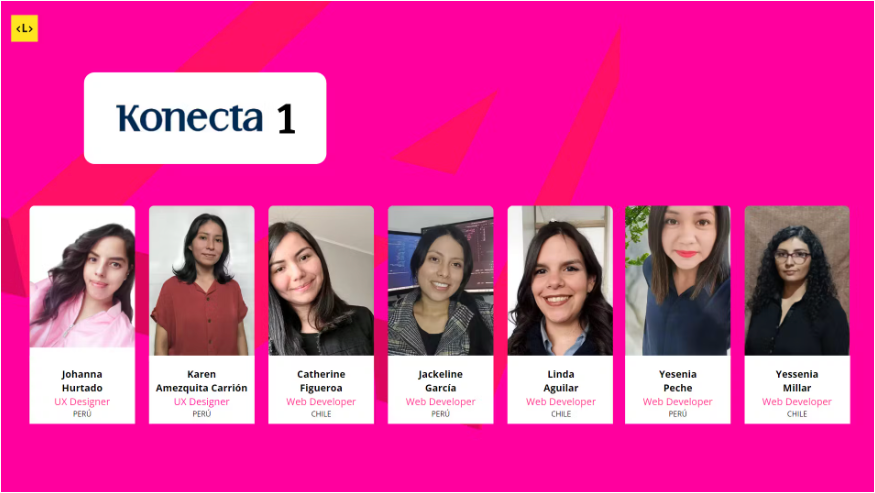 <L>
Konecta 1
Johanna
Hurtado
UX Designer
PERÚ
Karen
Amezquita Carrión
UX Designer
PERÚ
Catherine
Figueroa
Web Developer
CHILE
Jackeline
García
Web Developer
PERÚ
Linda
Aguilar
Web Developer
CHILE
Yesenia
Peche
Web Developer
PERÚ
Yessenia
Millar
Web Developer
CHILE